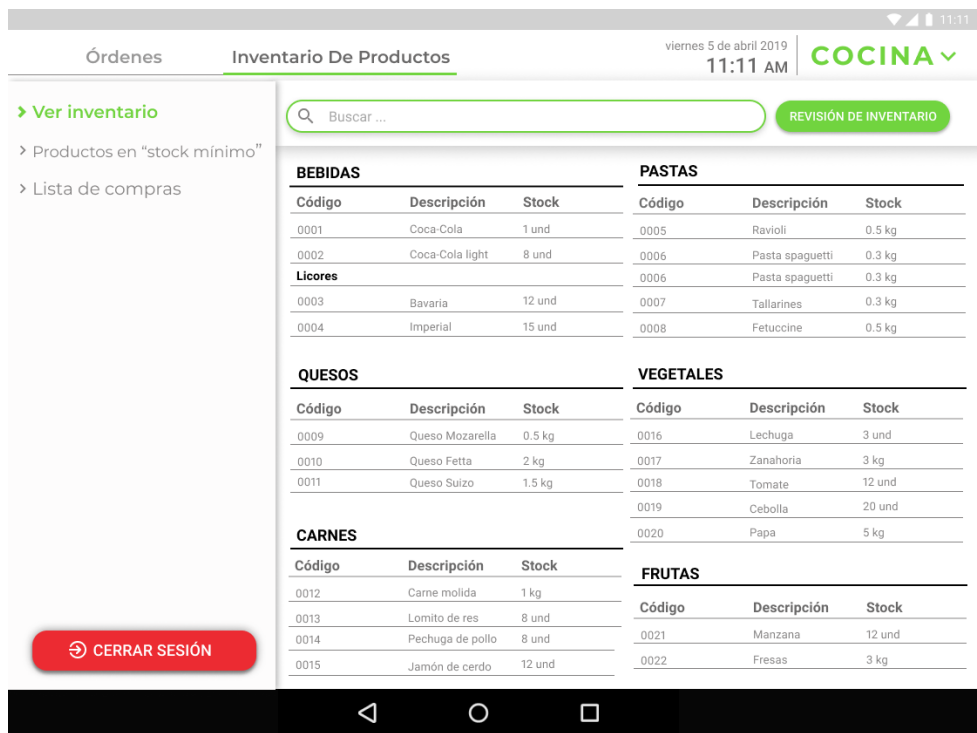 11:11
Órdenes Inventario De Productos viernes 5 de abril 2019 COCINA
11:11 AM
Ver inventario
Productos en “stock mínimo”
Lista de compras
Buscar ... REVISIÓN DE INVENTARIO
BEBIDAS
Código Descripción Stock
0001 Coca-Cola 1 und
0002 Coca-Cola light 8 und
Licores
0003 Bavaria 12 und
0004 Imperial 15 und
QUESOS
Código Descripción Stock
0009 Queso Mozarella 0.5 kg
0010 Queso Fetta 2 kg
0011 Queso Suizo 1.5 kg
CARNES
Código Descripción Stock
0012 Carne molida 1 kg
0013 Lomito de res 8 und
0014 Pechuga de pollo 8 und
0015 Jamón de cerdo 12 und
PASTAS
Código Descripción Stock
0005 Ravioli 0.5 kg
0006 Pasta spaguetti 0.3 kg
0006 Pasta spaguetti 0.3 kg
0007 Tallarines 0.3 kg
0008 Fetuccine 0.5 kg
VEGETALES
Código Descripción Stock
0016 Lechuga 3 und
0017 Zanahoria 3 kg
0018 Tomate 12 und
0019 Cebolla 20 und
0020 Papa 5 kg
FRUTAS
Código Descripción Stock
0021 Manzana 12 und
0022 Fresas 3 kg
CERRAR SESIÓN